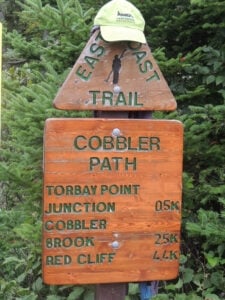 EAST COAST
TRAIL
COBBLER
PATH
TORBAY POINT
JUNCTION 0.5K
COBBLER
BROOK 2.5K
RED CLIFF 4.4K